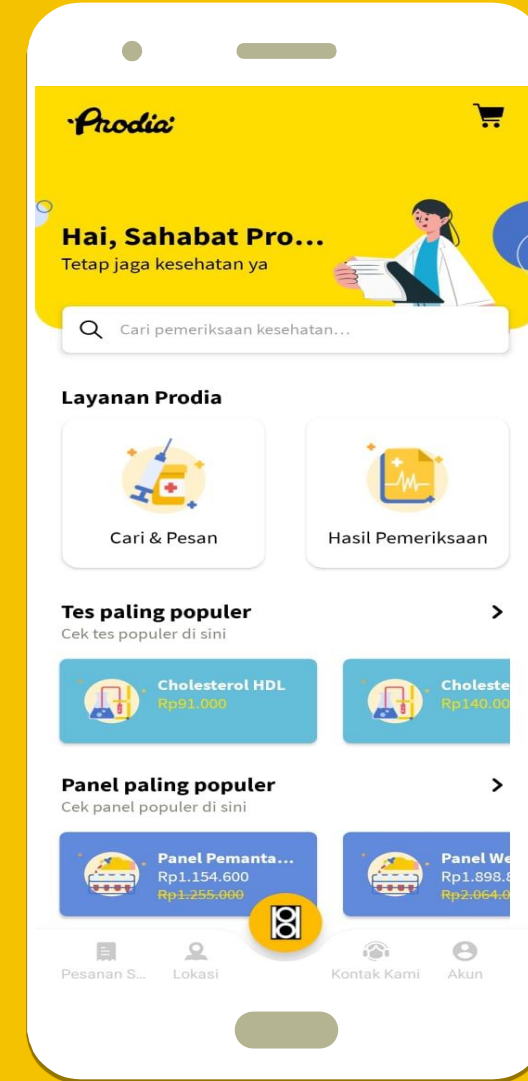 Prodia
Hai, Sahabat Pro...
Tetap jaga kesehatan ya
Cari pemeriksaan kesehatan...
Layanan Prodia
Cari & Pesan
Hasil Pemeriksaan
Tes paling populer
Cek tes populer di sini
Cholesterol HDL
Rp91.000
Choleste
Rp140.00
Panel paling populer
Cek panel populer di sini
Panel Pemanta...
Rp1.154.600
Rp1.255.000
Panel We
Rp1.898.8
Rp2.064.0
Pesanan S...
Lokasi
Kontak Kami
Akun